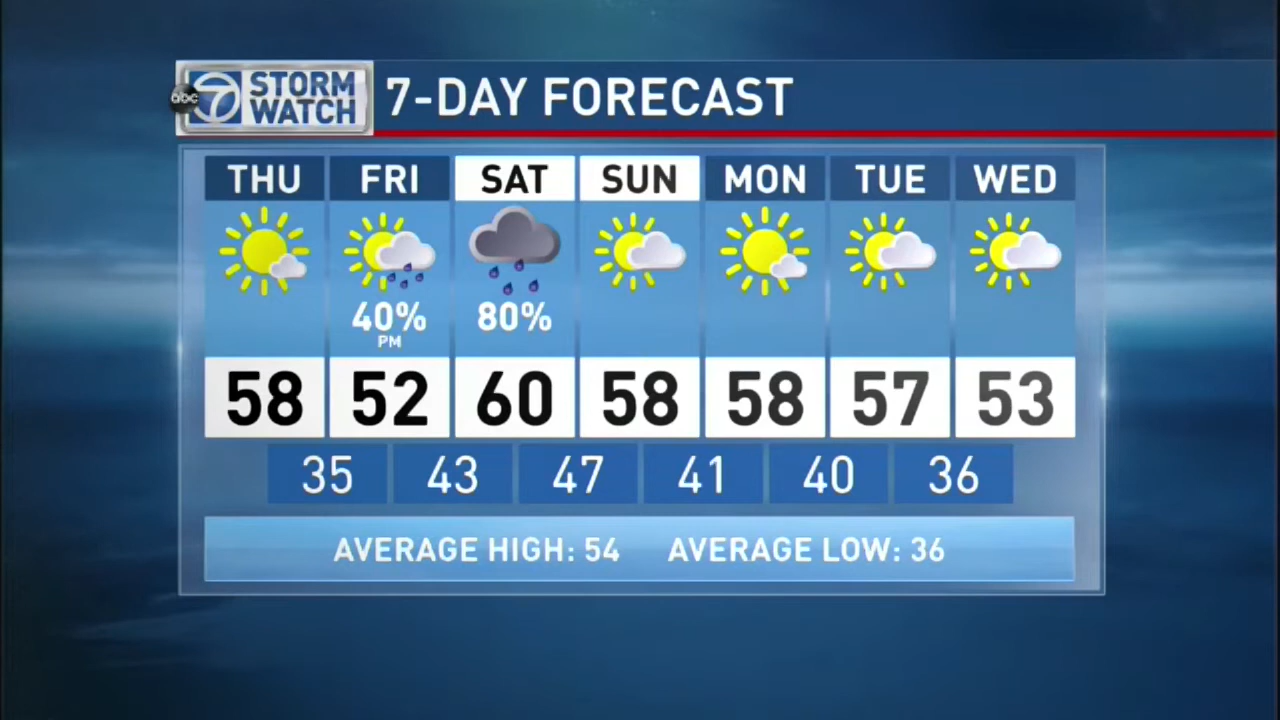 abc 7 STORM WATCH
7-DAY FORECAST
THU FRI SAT SUN MON TUE WED
40% 80%
PM
58 52 60 58 58 57 53
35 43 47 41 40 36
AVERAGE HIGH: 54 AVERAGE LOW: 36